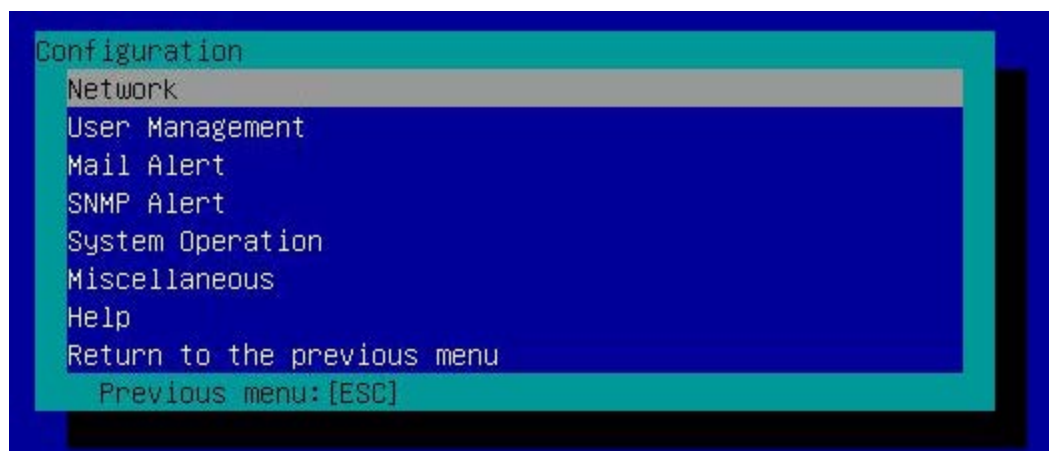 Configuration
Network
User Management
Mail Alert
SNMP Alert
System Operation
Miscellaneous
Help
Return to the previous menu
Previous menu:[ESC]